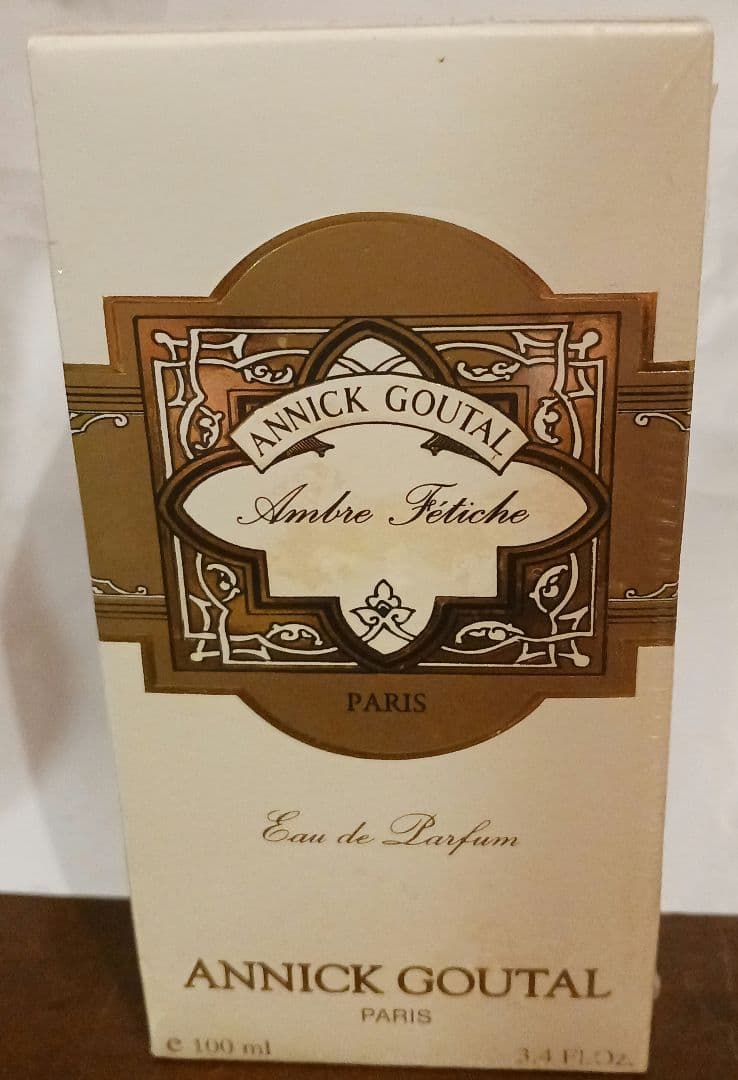 ANNICK GOUTAL
Ambre Fétiche
PARIS
Eau de Parfum
ANNICK GOUTAL
PARIS
e 100 ml 3.4 Fl.Oz.